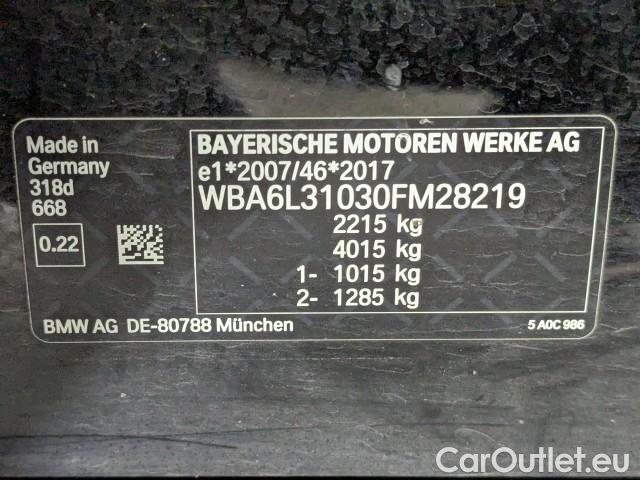 Made in
Germany
318d
668
0.22
BAYERISCHE MOTOREN WERKE AG
e1*2007/46*2017
WBA6L31030FM28219
2215 kg
4015 kg
1- 1015 kg
2- 1285 kg
BMW AG DE-80788 München
5 A0C 986
CarOutlet.eu